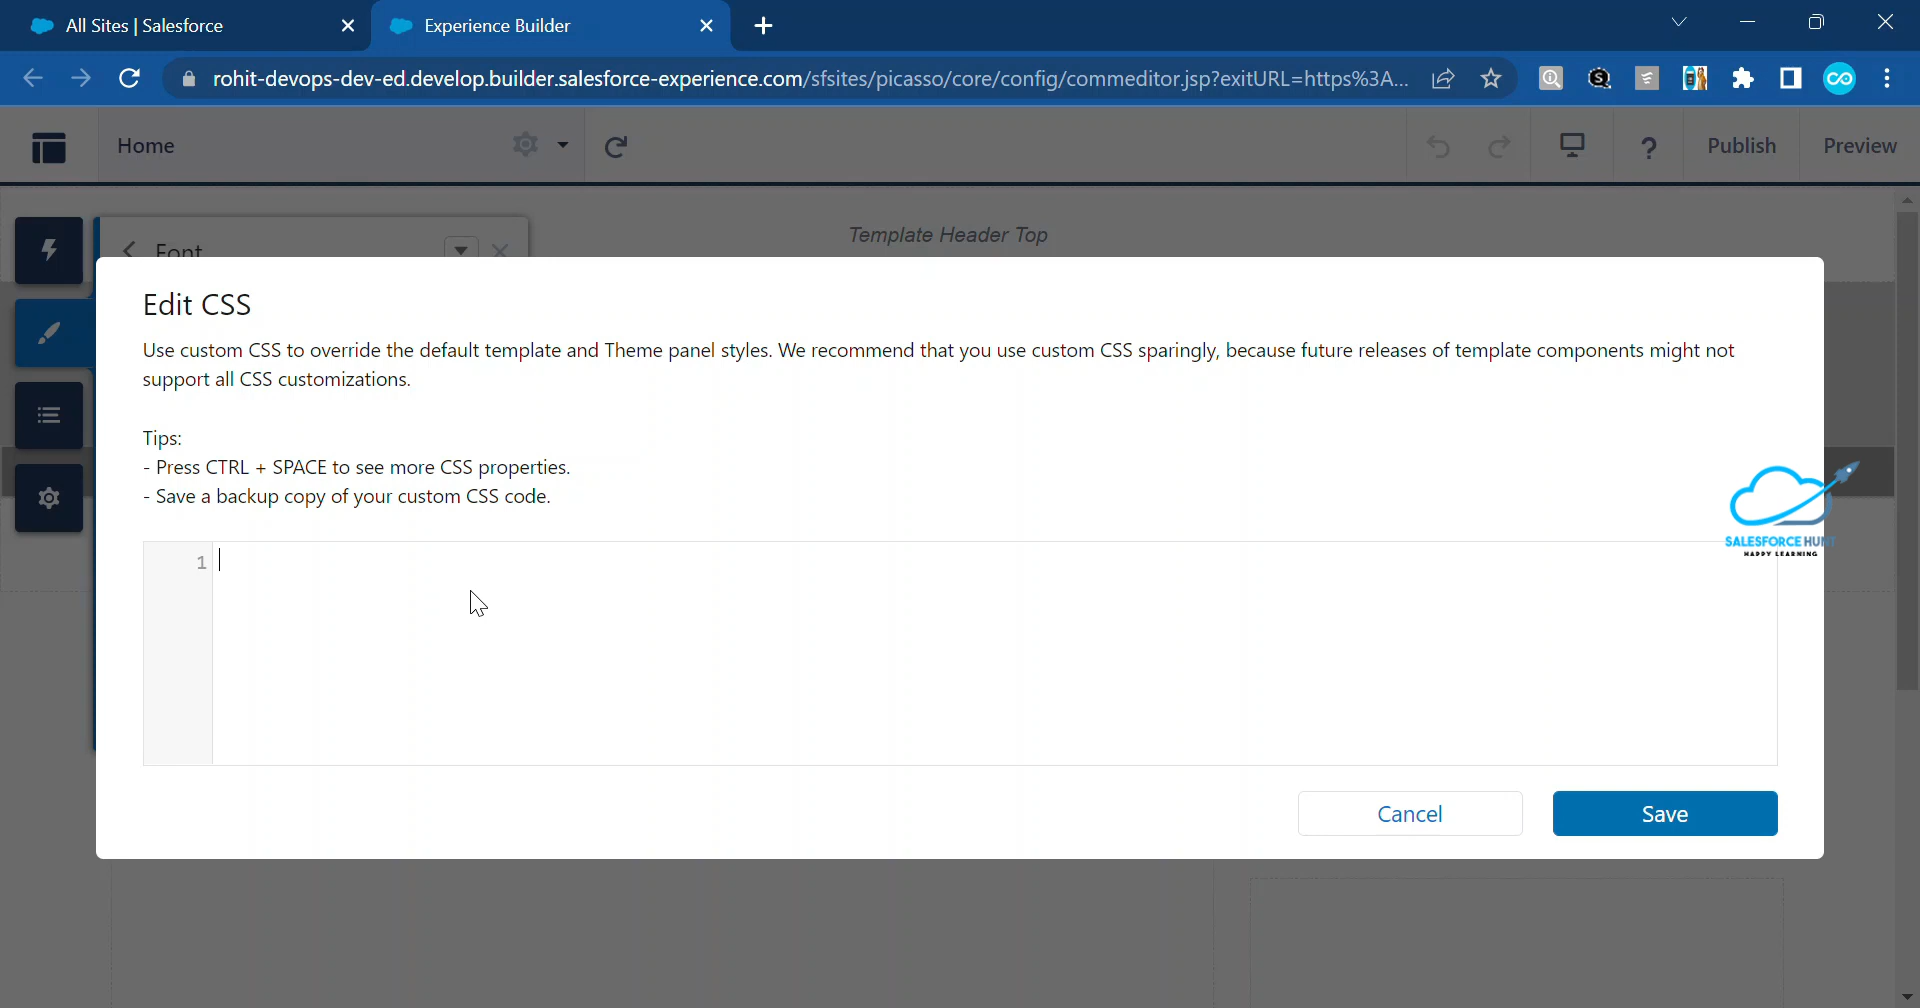 All Sites | Salesforce
Experience Builder
rohit-devops-dev-ed.develop.builder.salesforce-experience.com/sfsites/picasso/core/config/commeditor.jsp?exitURL=https%3A...
Home
Publish
Preview
Font
Template Header Top
Edit CSS
Use custom CSS to override the default template and Theme panel styles. We recommend that you use custom CSS sparingly, because future releases of template components might not
support all CSS customizations.
Tips:
- Press CTRL + SPACE to see more CSS properties.
- Save a backup copy of your custom CSS code.
SALESFORCE HUNT
HAPPY LEARNING
1
Cancel
Save